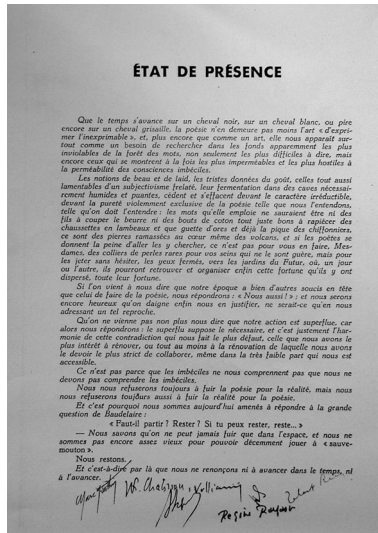 ÉTAT DE PRÉSENCE
Que le temps s'avance sur un cheval noir, sur un cheval blanc, ou pire
encore sur un cheval grisaille, la poésie n'en demeure pas moins l'art « d'expri-
mer l'inexprimable », et, plus encore que comme un art, elle nous apparaît sur-
tout comme un besoin de rechercher dans les fonds apparemment les plus
inviolables de la forêt des mots, non seulement les plus difficiles à dire, mais
encore ceux qui se montrent à la fois les plus imperméables et les plus hostiles à
la perméabilité des consciences imbéciles.
Les notions de beau et de laid, les tristes données du goût, celles tout aussi
lamentables d'un subjectivisme frelaté, leur fermentation dans des caves nécessai-
rement humides et puantes, cèdent et s'effacent devant le caractère irréductible,
devant la pureté violemment exclusive de la poésie telle que nous l'entendons,
telle qu'on doit l'entendre : les mots qu'elle emploie ne sauraient être ni des
fils à couper le beurre ni des bouts de coton tout juste bons à rapiécer des
chaussettes en lambeaux et que guette d'ores et déjà la pique des chiffonniers,
ce sont des pierres ramassées au cœur même des volcans, et si les poètes se
donnent la peine d'aller les y chercher, ce n'est pas pour vous en faire, Mes-
dames, des colliers de perles rares pour vos seins qui ne le sont guère, mais pour
les jeter sans hésiter, les yeux fermés, vers les jardins du Futur, où, un jour
ou l'autre, ils pourront retrouver et organiser enfin cette fortune qu'ils y ont
dispersé, toute leur fortune.
Si l'on vient à nous dire que notre époque a bien d'autres soucis en tête
que celui de faire de la poésie, nous répondrons : « Nous aussi ! » ; et nous serons
encore heureux qu'on daigne enfin nous en justifier, ne serait-ce qu'en nous
adressant un tel reproche.
Qu'on ne vienne pas non plus nous dire que notre action est superflue, car
alors nous répondrons : le superflu suppose le nécessaire, et c'est justement l'har-
monie de cette contradiction qui nous fait le plus défaut, celle que nous avons le
plus intérêt à rénover, ou tout au moins à la rénovation de laquelle nous avons
le devoir le plus strict de collaborer, même dans la très faible part qui nous est
accessible.
Ce n'est pas parce que les imbéciles ne nous comprennent pas que nous ne
devons pas comprendre les imbéciles.
Nous nous refuserons toujours à fuir la poésie pour la réalité, mais nous
nous refuserons toujours aussi à fuir la réalité pour la poésie.
Et c'est pourquoi nous sommes aujourd'hui amenés à répondre à la grande
question de Baudelaire :
« Faut-il partir ? Rester ? Si tu peux rester, reste... »
— Nous savons qu'on ne peut jamais fuir que dans l'espace, et nous ne
sommes pas encore assez vieux pour pouvoir décemment jouer à « saute-
mouton ».
Nous restons.
Et c'est-à-dire par là que nous ne renonçons ni à avancer dans le temps, ni
à l'avancer.